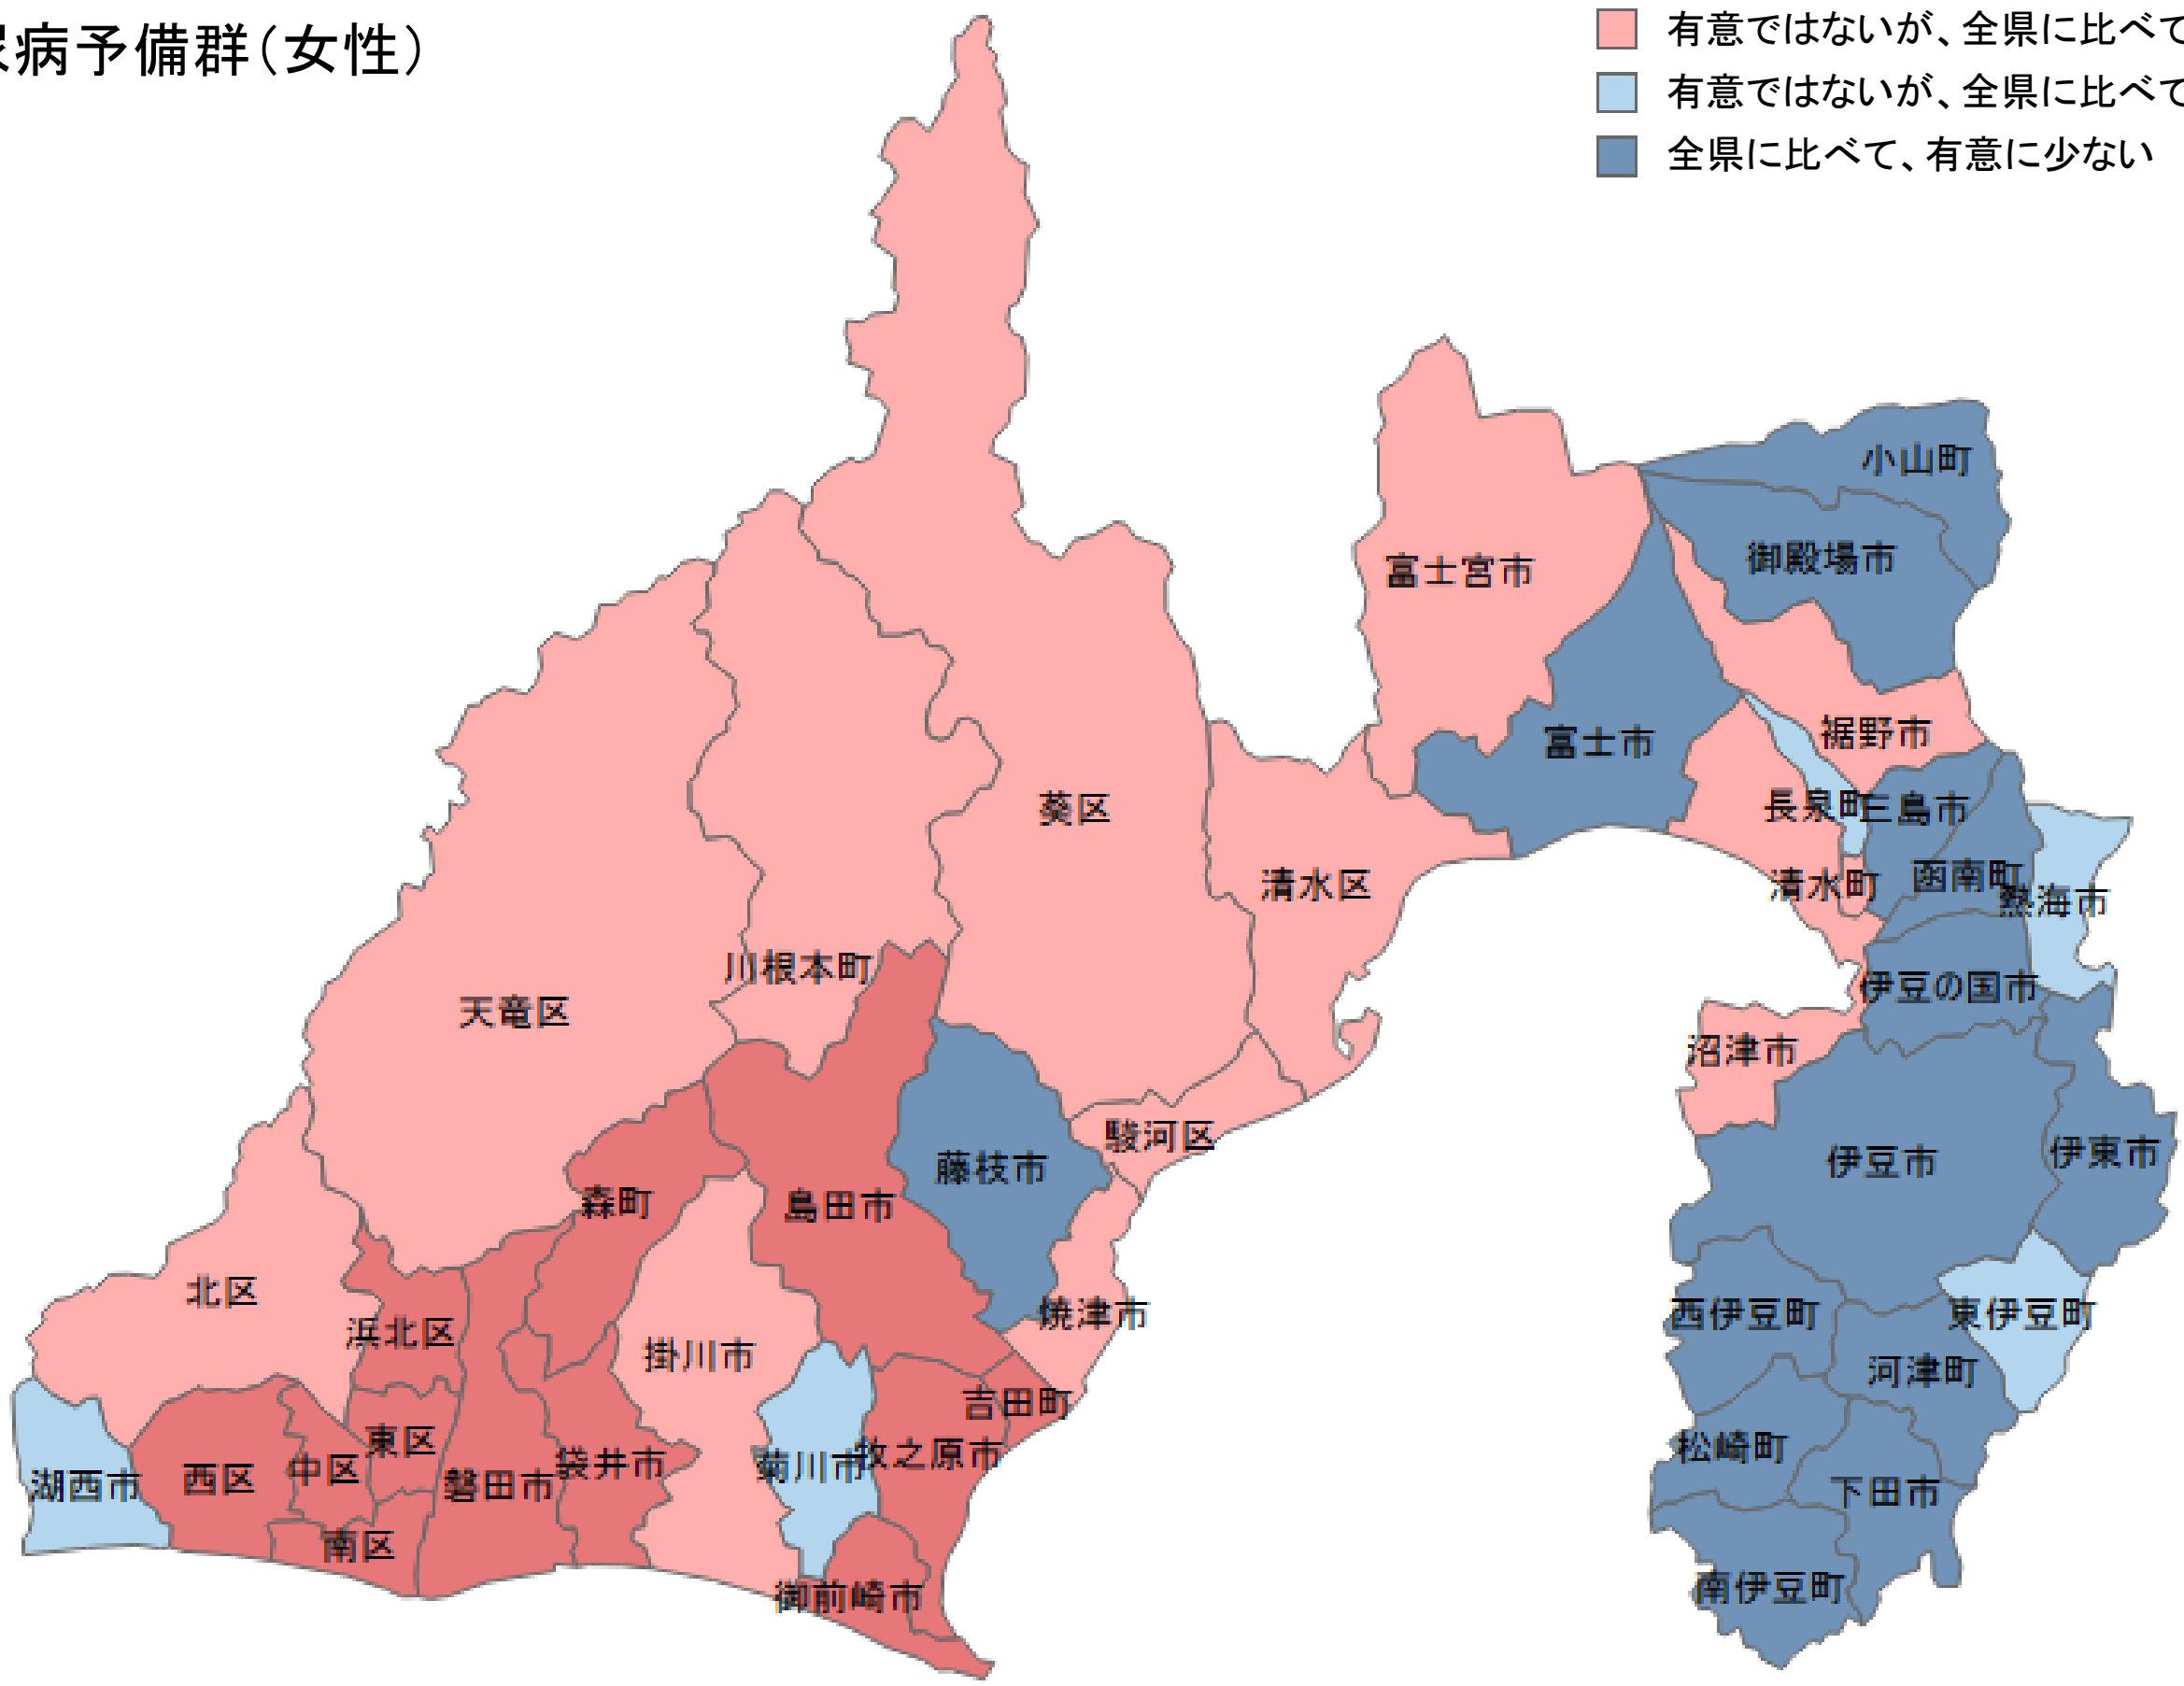 病予備群（女性）
有意ではないが、全県に比べて
有意ではないが、全県に比べて
全県に比べて、有意に少ない
小山町
御殿場市
富士宮市
裾野市
富士市
長泉町
三島市
葵区
函南町
清水区
清水町
熱海市
川根本町
伊豆の国市
天竜区
沼津市
駿河区
伊東市
伊豆市
藤枝市
森町
島田市
北区
焼津市
西伊豆町
東伊豆町
浜北区
掛川市
河津町
吉田町
東区
松崎町
牧之原市
菊川市
袋井市
中区
西区
湖西市
磐田市
下田市
南区
南伊豆町
御前崎市